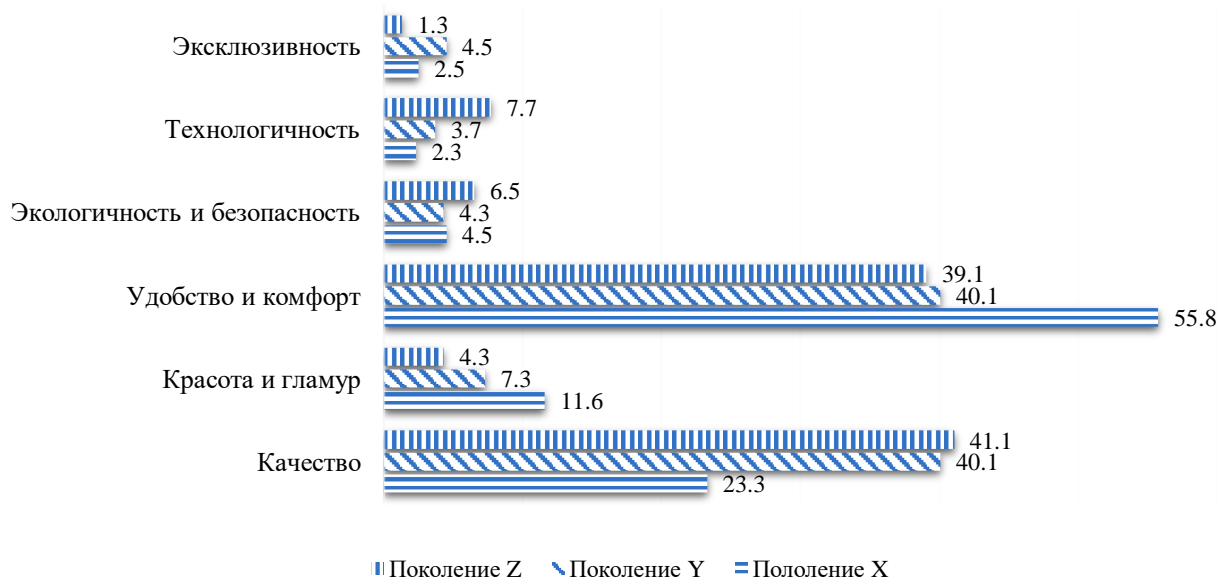 1.3
Эксклюзивность
4.5
2.5
7.7
Технологичность
3.7
2.3
6.5
Экологичность и безопасность
4.3
4.5
39.1
Удобство и комфорт
40.1
55.8
4.3
Красота и гламур
7.3
11.6
41.1
Качество
40.1
23.3
Поколение Z Поколение Y Пололение X